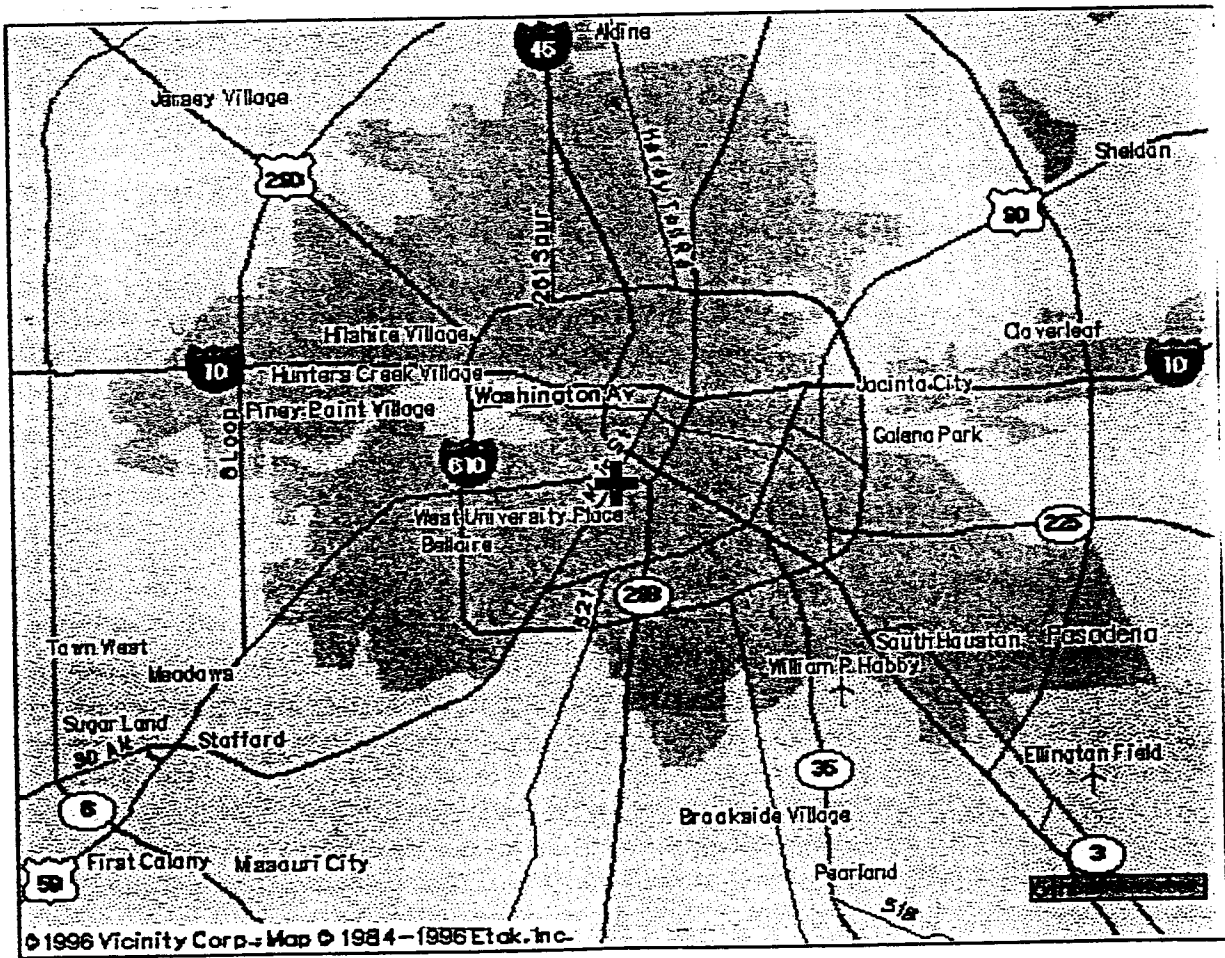 45
Aldine
Jersey Village
Hardy Toll Rd
Sheldon
290
90
261 Spur
Hilshire Village
Cloverleaf
10
10
Hunters Creek Village
Jacinto City
Washington Av
Piney Point Village
8 Loop
Galena Park
610
West University Place
225
Bellaire
288
521
South Houston
Pasadena
Town West
William P. Hobby
Meadows
Sugar Land
Stafford
90 Alt
Ellington Field
35
6
Brookside Village
First Colony
Missouri City
3
59
Pearland
518
© 1996 Vicinity Corp. Map © 1984-1996 Etak, Inc.